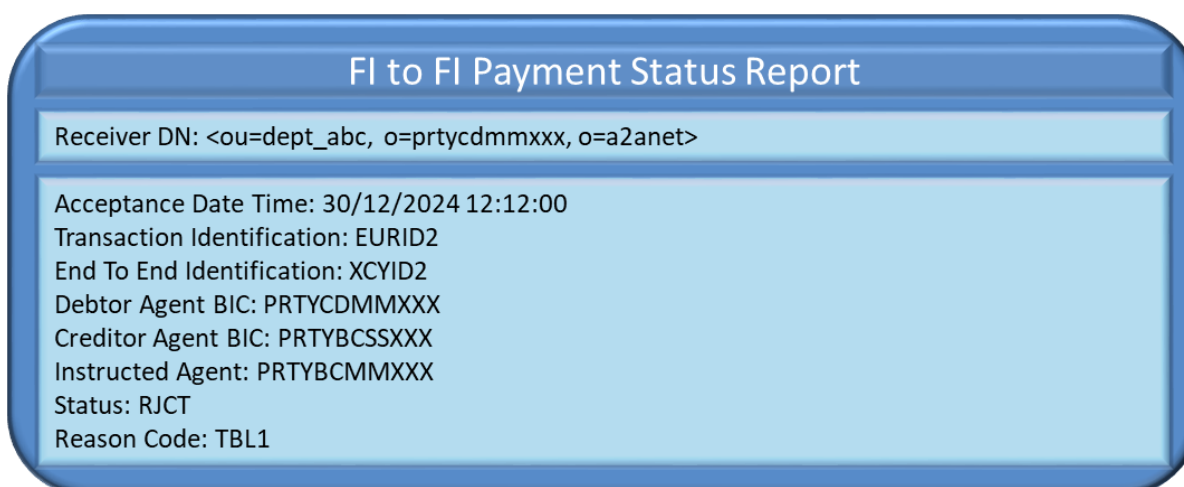 FI to FI Payment Status Report
Receiver DN: <ou=dept_abc, o=prtycdmmxxx, o=a2anet>
Acceptance Date Time: 30/12/2024 12:12:00
Transaction Identification: EURID2
End To End Identification: XCYID2
Debtor Agent BIC: PRTYCDMMXXX
Creditor Agent BIC: PRTYBCSSXXX
Instructed Agent: PRTYBCMMXXX
Status: RJCT
Reason Code: TBL1